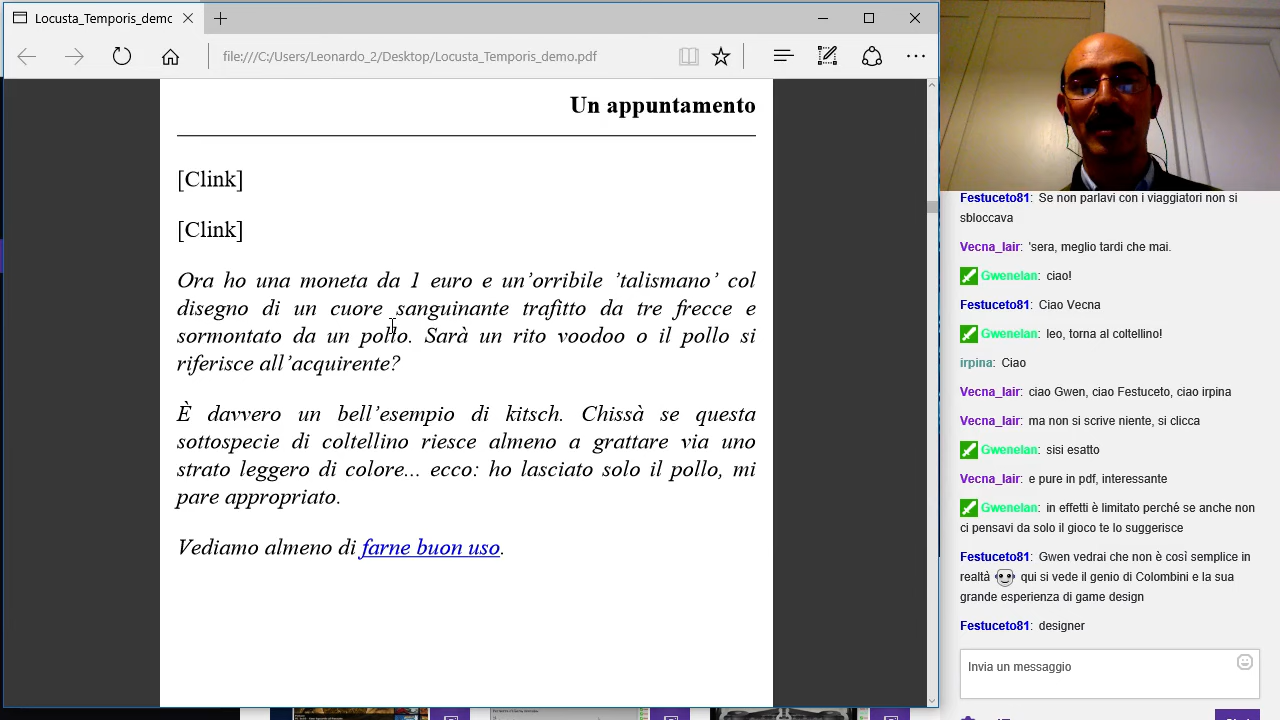 Locusta_Temporis_demo
file:///C:/Users/Leonardo_2/Desktop/Locusta_Temporis_demo.pdf
Un appuntamento
[Clink]
[Clink]
Ora ho una moneta da 1 euro e un’orribile ’talismano’ col
disegno di un cuore sanguinante trafitto da tre frecce e
sormontato da un pollo. Sarà un rito voodoo o il pollo si
riferisce all’acquirente?
È davvero un bell’esempio di kitsch. Chissà se questa
sottospecie di coltellino riesce almeno a grattare via uno
strato leggero di colore... ecco: ho lasciato solo il pollo, mi
pare appropriato.
Vediamo almeno di farne buon uso.
Festuceto81: Se non parlavi con i viaggiatori non si
sbloccava
Vecna_lair: 'sera, meglio tardi che mai.
Gwenelan: ciao!
Festuceto81: Ciao Vecna
Gwenelan: leo, torna al coltellino!
irpina: Ciao
Vecna_lair: ciao Gwen, ciao Festuceto, ciao irpina
Vecna_lair: ma non si scrive niente, si clicca
Gwenelan: sisi esatto
Vecna_lair: e pure in pdf, interessante
Gwenelan: in effetti è limitato perché se anche non
ci pensavi da solo il gioco te lo suggerisce
Festuceto81: Gwen vedrai che non è così semplice in
realtà qui si vede il genio di Colombini e la sua
grande esperienza di game design
Festuceto81: designer
Invia un messaggio